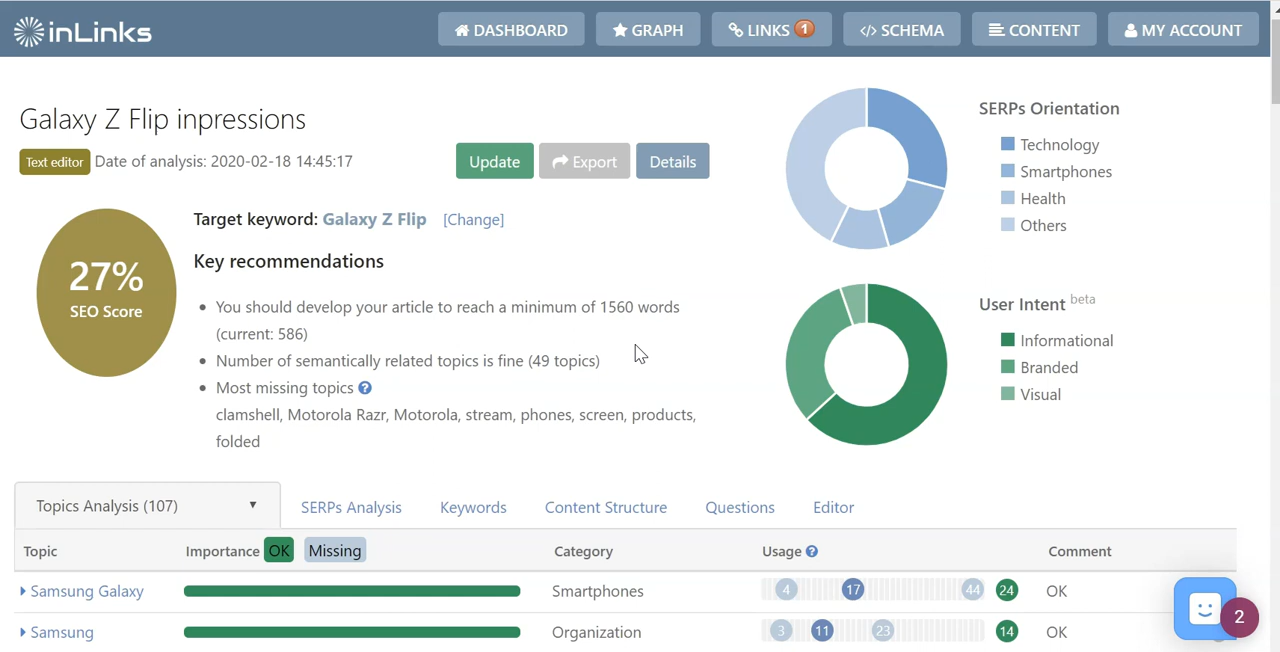 inLinks
DASHBOARD
GRAPH
LINKS 1
</> SCHEMA
CONTENT
MY ACCOUNT
Galaxy Z Flip inpressions
Text editor Date of analysis: 2020-02-18 14:45:17
Update
Export
Details
27%
SEO Score
Target keyword: Galaxy Z Flip [Change]
Key recommendations
• You should develop your article to reach a minimum of 1560 words
(current: 586)
• Number of semantically related topics is fine (49 topics)
• Most missing topics ?
clamshell, Motorola Razr, Motorola, stream, phones, screen, products,
folded
SERPs Orientation
Technology
Smartphones
Health
Others
User Intent beta
Informational
Branded
Visual
Topics Analysis (107) ▼
SERPs Analysis
Keywords
Content Structure
Questions
Editor
Topic Importance OK Missing Category Usage ? Comment
Samsung Galaxy Smartphones 4 17 44 24 OK
Samsung Organization 3 11 23 14 OK
2